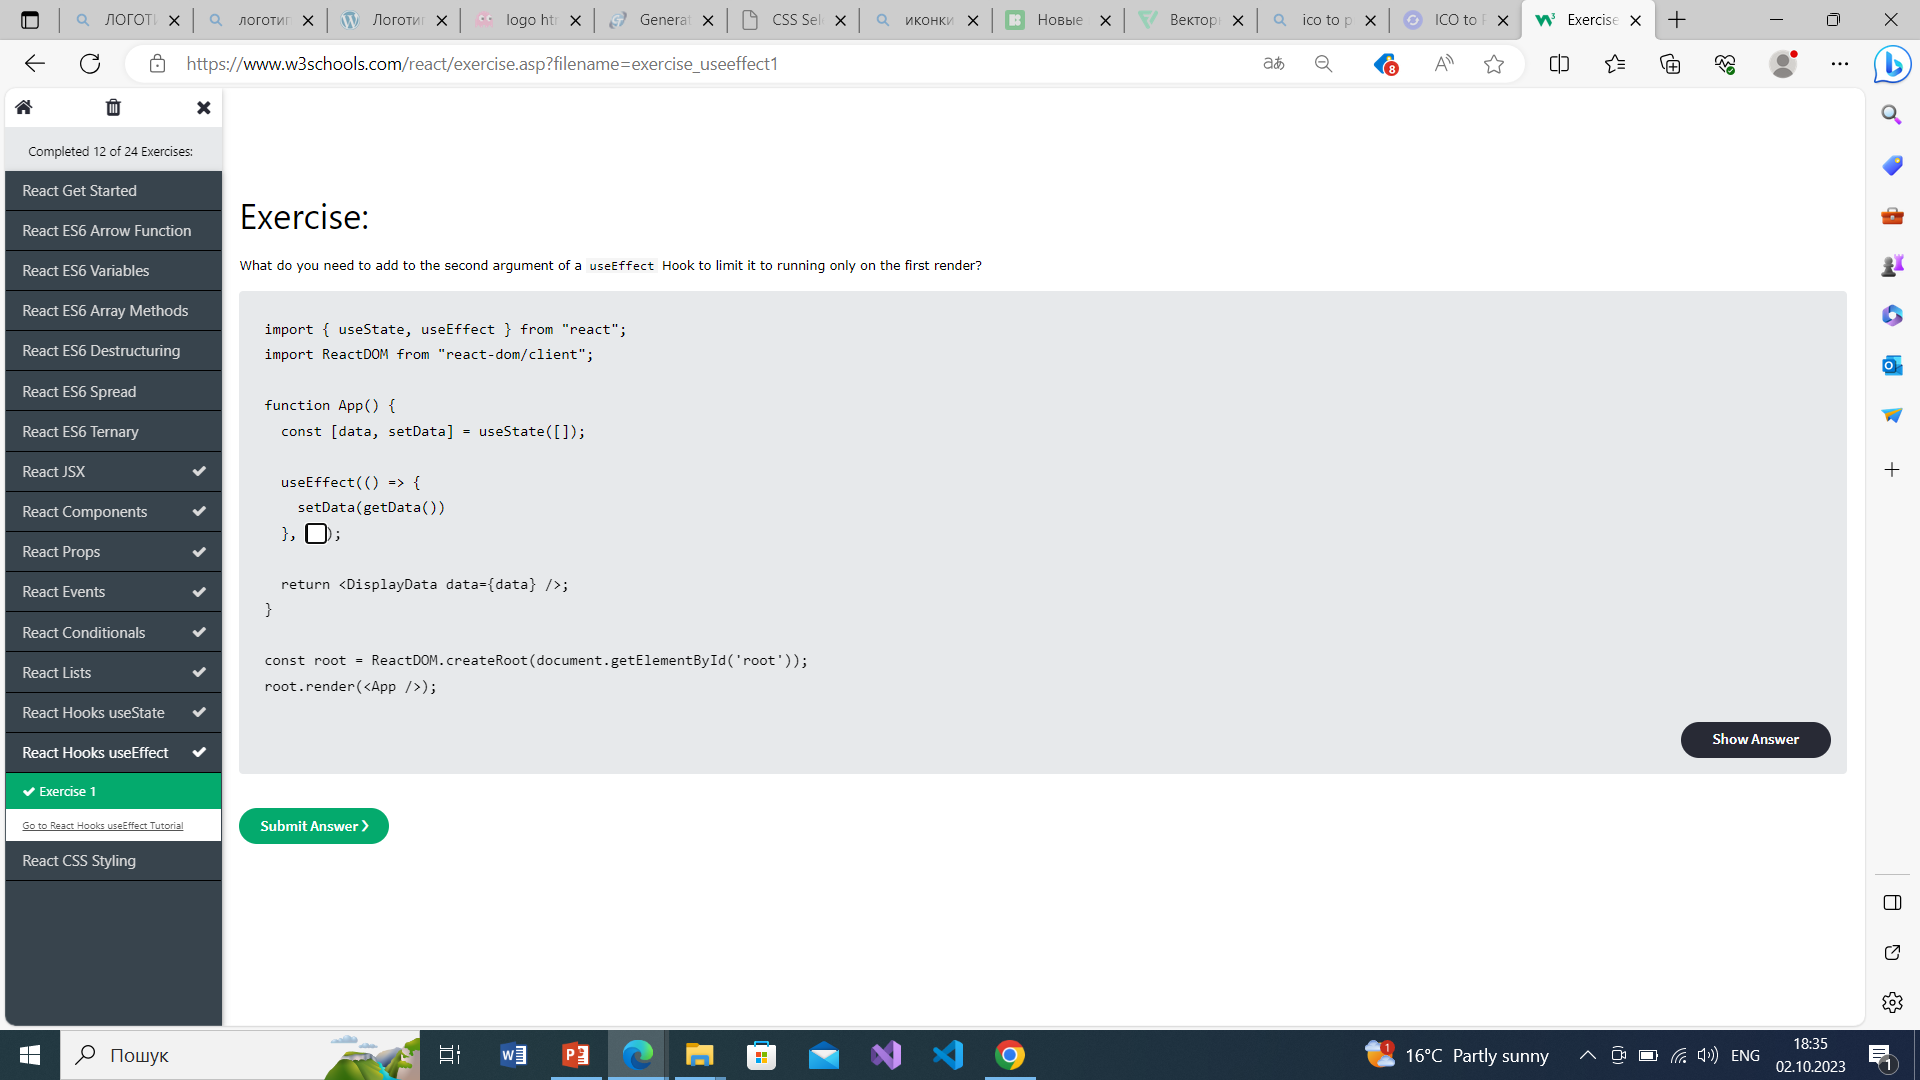 ЛОГОТИ
логотип
Логотип
logo htm
Generat
CSS Sele
иконки
Новые
Вектор
ico to p
ICO to P
Exercise
https://www.w3schools.com/react/exercise.asp?filename=exercise_useeffect1
8
Completed 12 of 24 Exercises:
React Get Started
React ES6 Arrow Function
React ES6 Variables
React ES6 Array Methods
React ES6 Destructuring
React ES6 Spread
React ES6 Ternary
React JSX
React Components
React Props
React Events
React Conditionals
React Lists
React Hooks useState
React Hooks useEffect
Exercise 1
Go to React Hooks useEffect Tutorial
React CSS Styling
Exercise:
What do you need to add to the second argument of a useEffect Hook to limit it to running only on the first render?
import { useState, useEffect } from "react";
import ReactDOM from "react-dom/client";
function App() {
const [data, setData] = useState([]);
useEffect(() => {
setData(getData())
}, );
return <DisplayData data={data} />;
}
const root = ReactDOM.createRoot(document.getElementById('root'));
root.render(<App />);
Show Answer
Submit Answer ❯
Пошук
1
16°C Partly sunny
ENG
18:35
02.10.2023
1